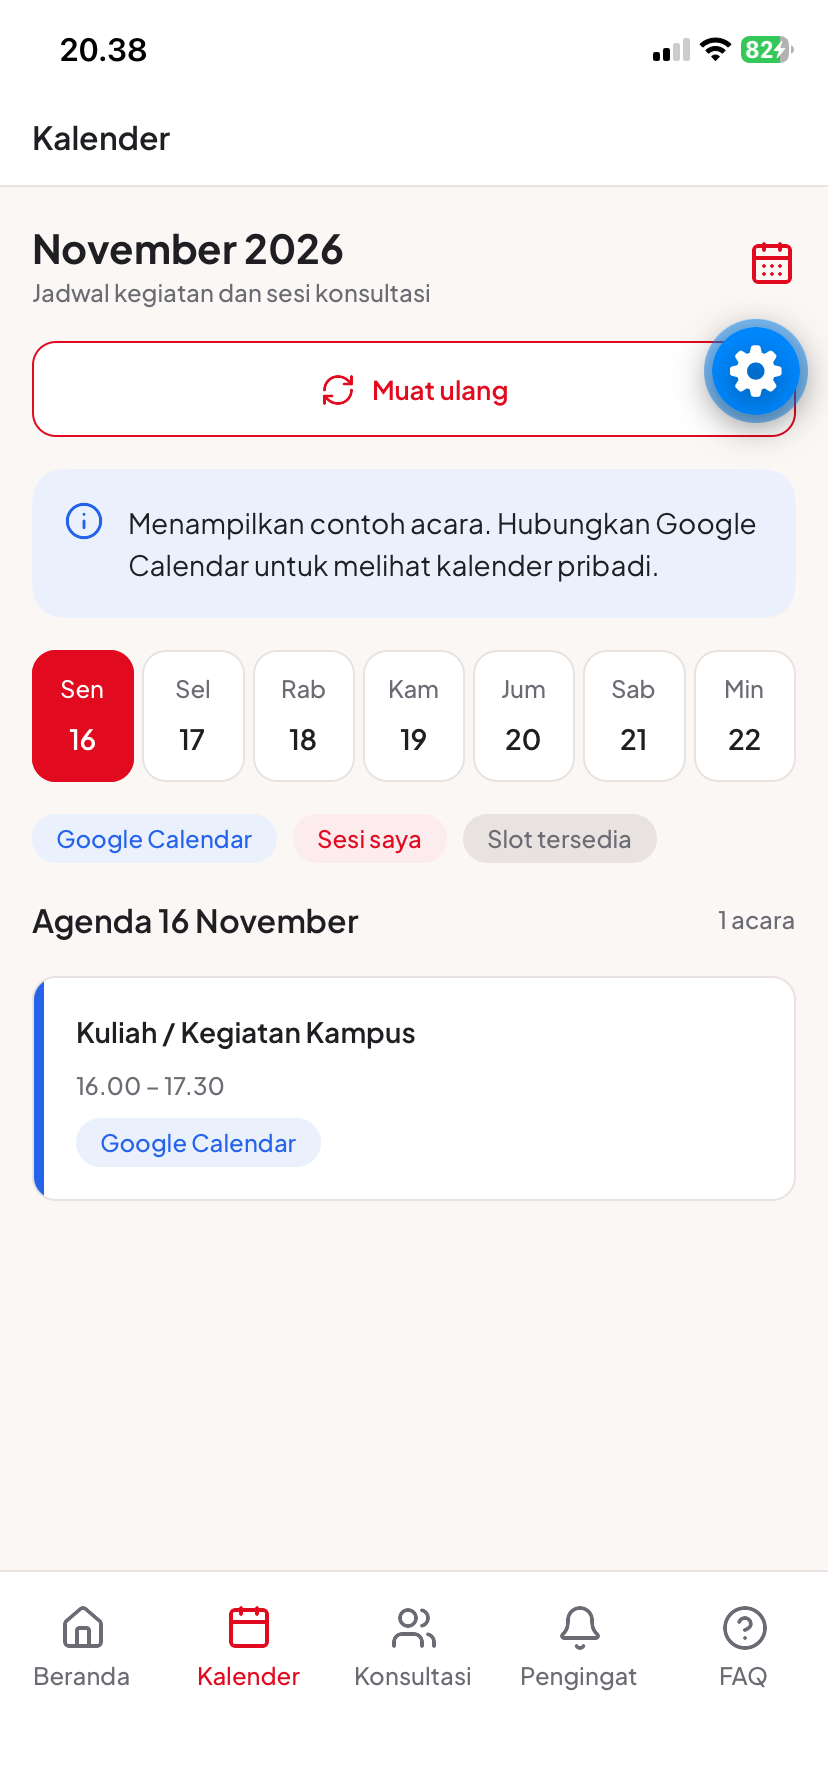 20.38
82
Kalender
November 2026
Jadwal kegiatan dan sesi konsultasi
Muat ulang
Menampilkan contoh acara. Hubungkan Google
Calendar untuk melihat kalender pribadi.
Sen Sel Rab Kam Jum Sab Min
16 17 18 19 20 21 22
Google Calendar Sesi saya Slot tersedia
Agenda 16 November 1 acara
Kuliah / Kegiatan Kampus
16.00 – 17.30
Google Calendar
Beranda Kalender Konsultasi Pengingat FAQ